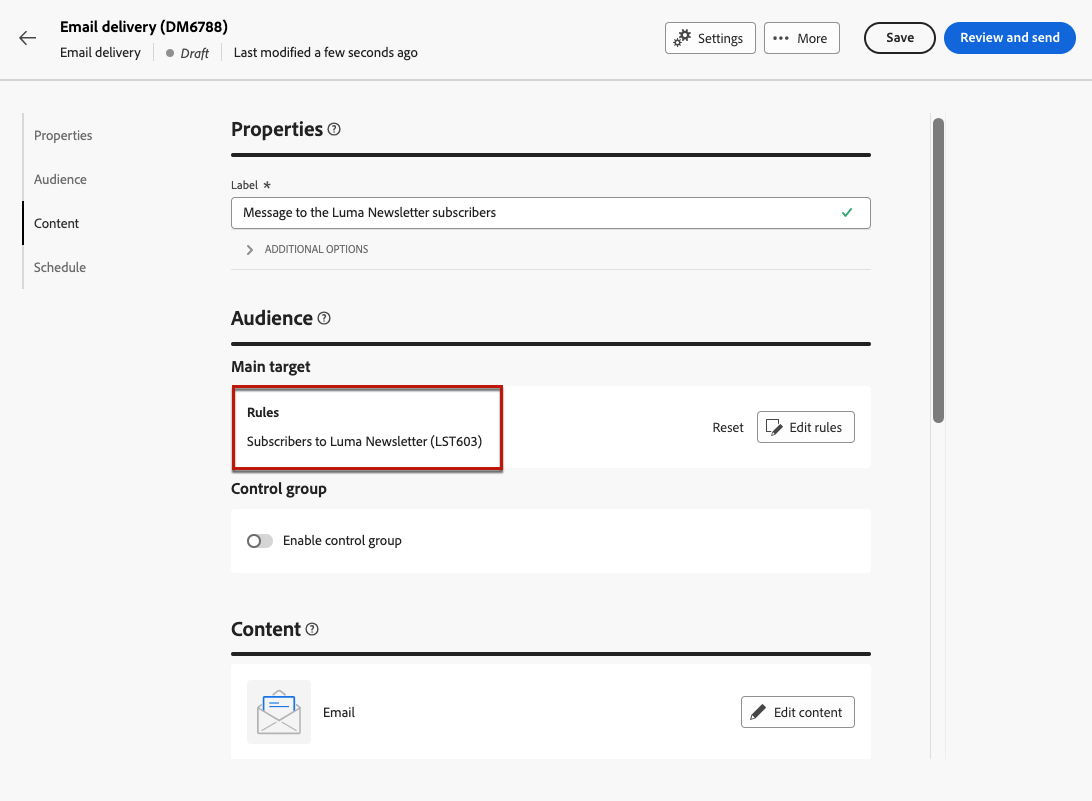 Email delivery (DM6788)
Email delivery Draft Last modified a few seconds ago
Settings
More
Save
Review and send
Properties
Audience
Content
Schedule
Properties
Label *
Message to the Luma Newsletter subscribers
ADDITIONAL OPTIONS
Audience
Main target
Rules
Subscribers to Luma Newsletter (LST603)
Reset
Edit rules
Control group
Enable control group
Content
Email
Edit content